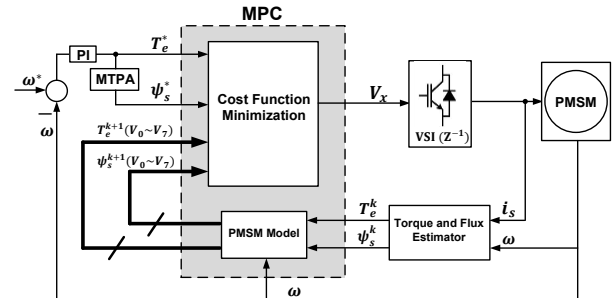 MPC
PI
T_e^*
ω*
MTPA
ψ_s^*
−
ω
T_e^{k+1}(V_0~V_7)
ψ_s^{k+1}(V_0~V_7)
Cost Function
Minimization
V_x
VSI (Z^{-1})
PMSM
PMSM Model
T_e^k
ψ_s^k
Torque and Flux
Estimator
i_s
ω
ω